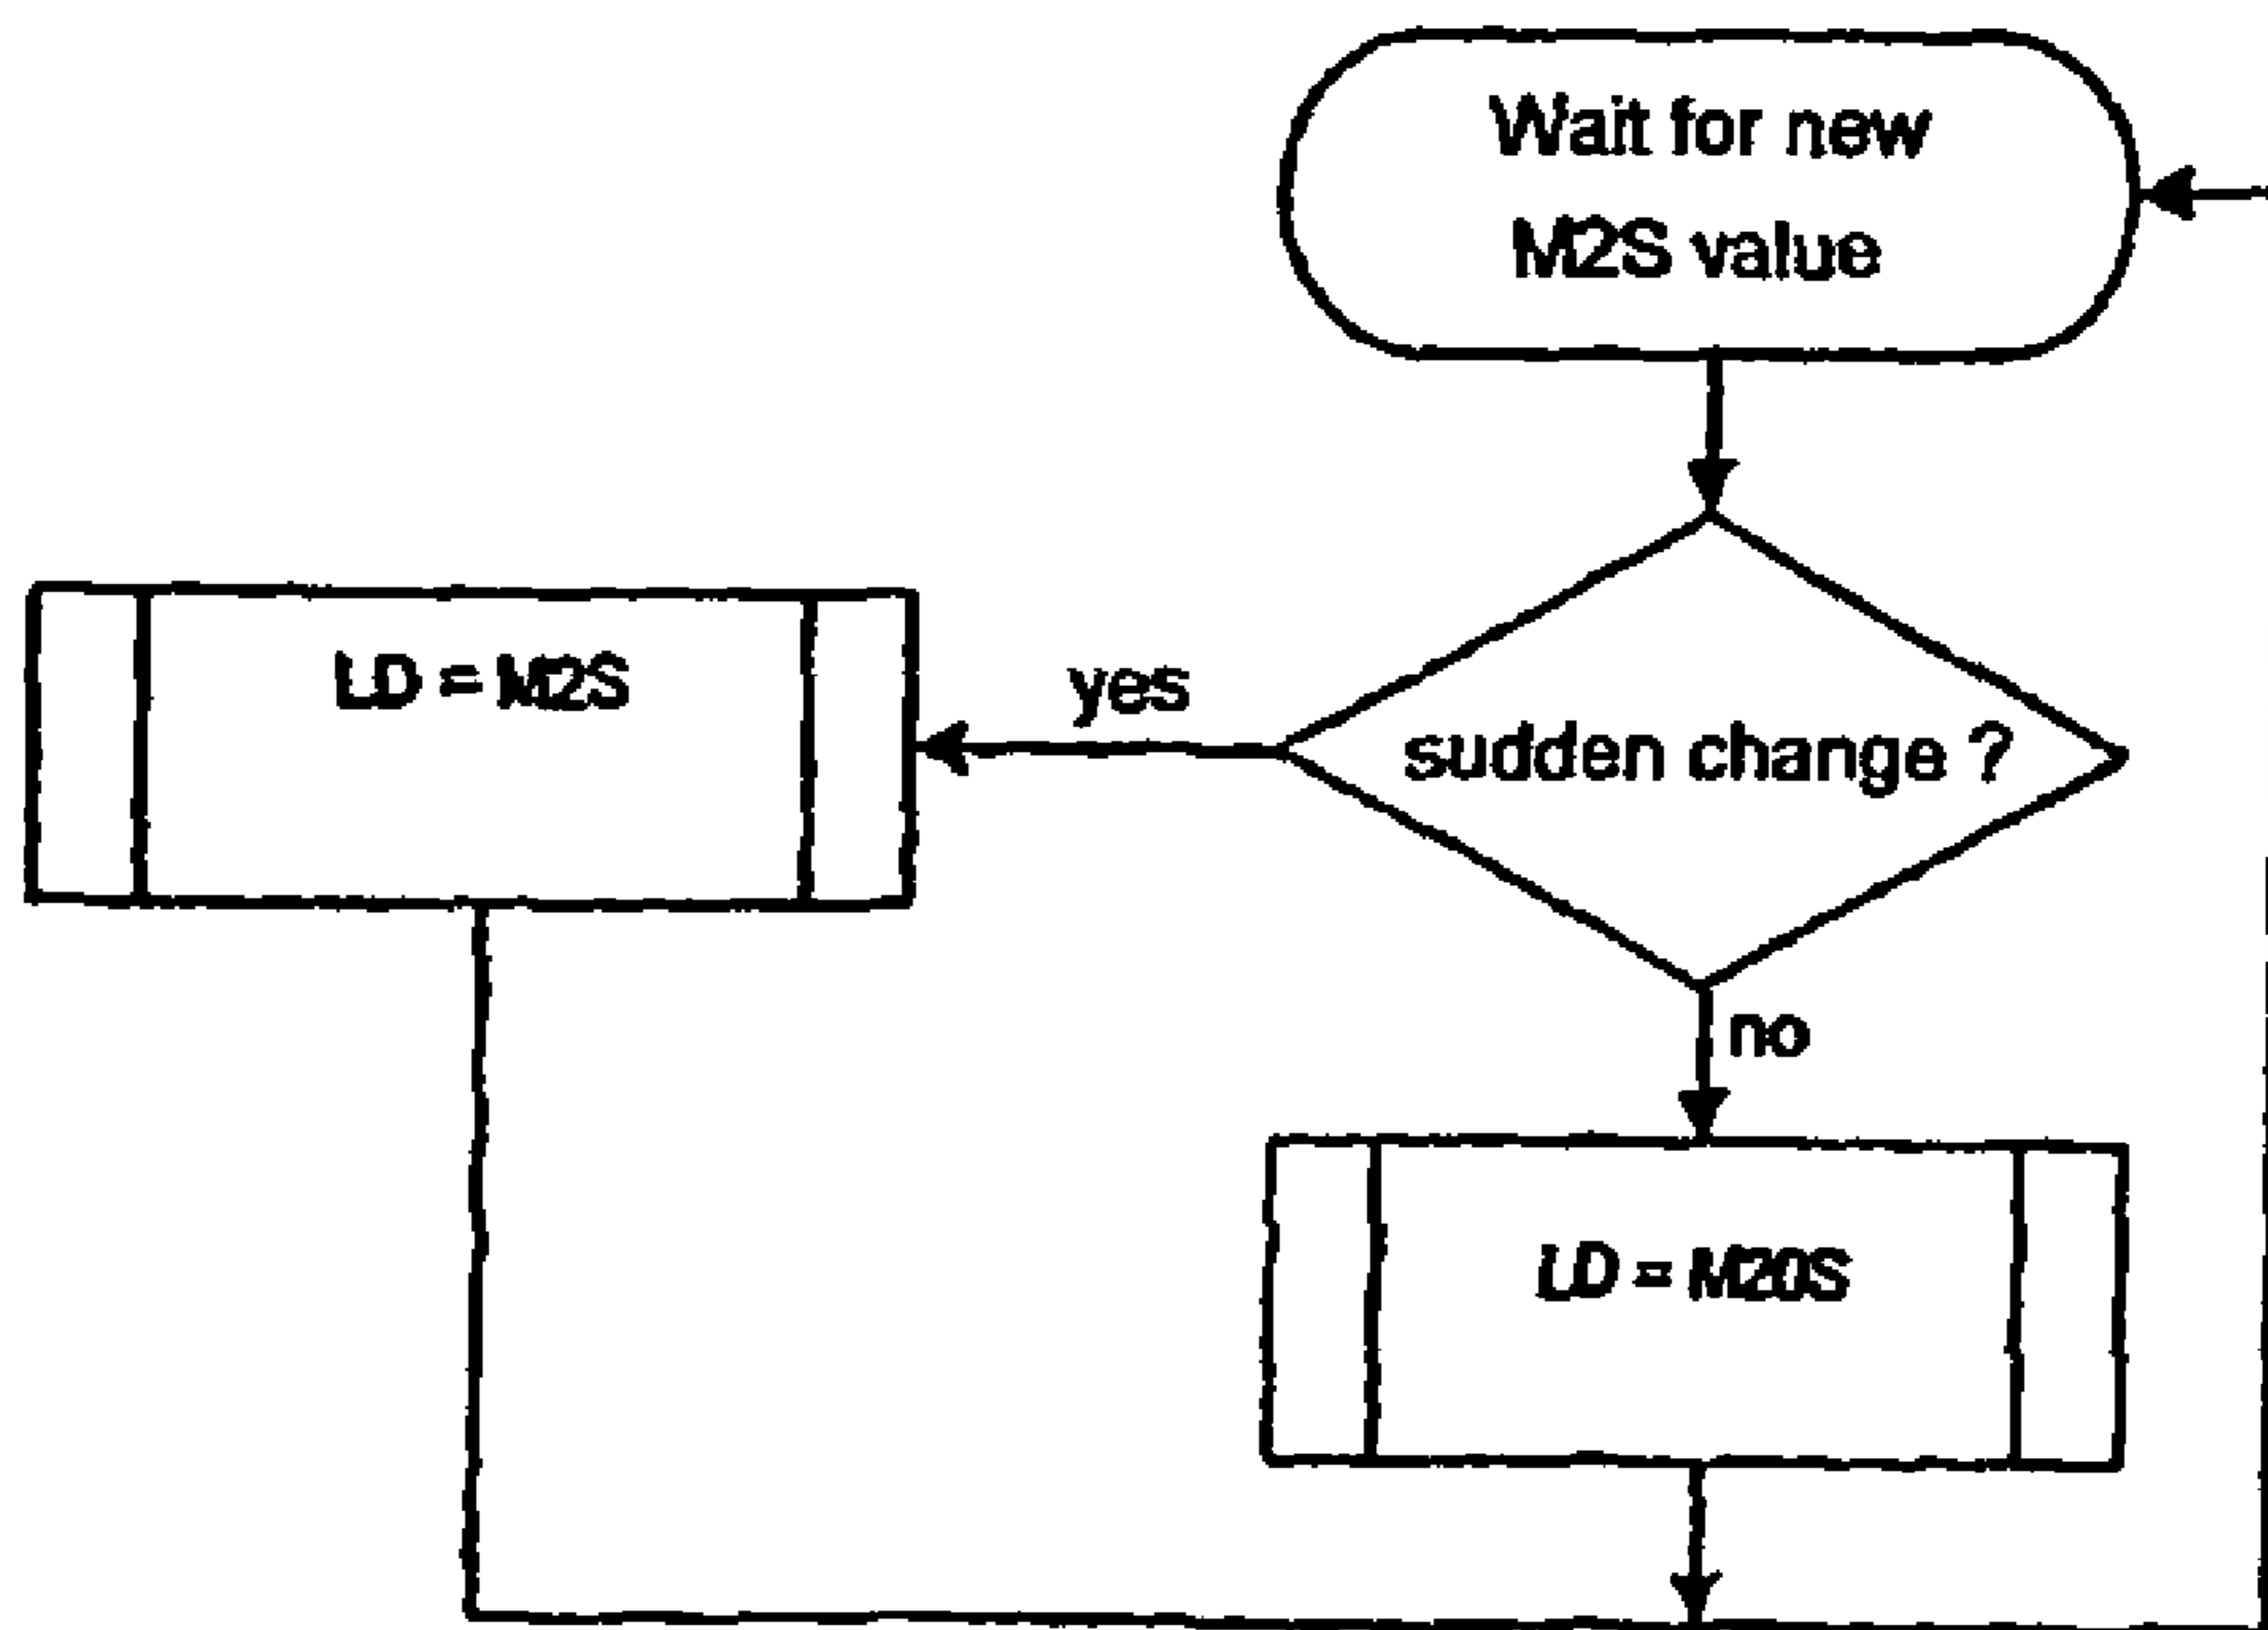 Wait for new
M2S value
LD = M2S
yes
sudden change ?
no
LD = M20S